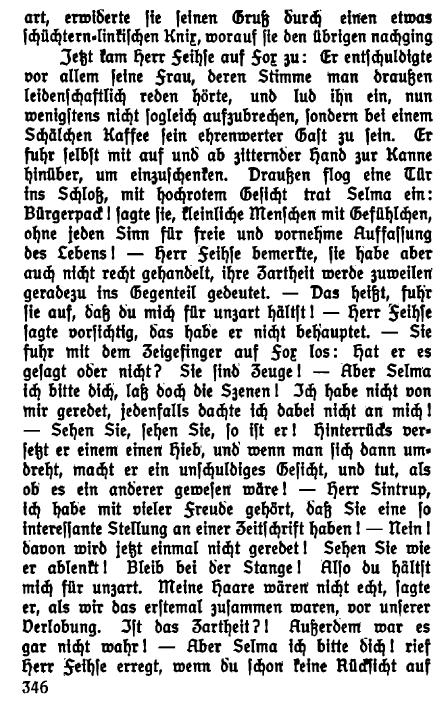 art, erwiderte sie seinen Gruß durch einen etwas
schüchtern-linkischen Knix, worauf sie den übrigen nachging
Jetzt kam Herr Feihse auf Fox zu: Er entschuldigte
vor allem seine Frau, deren Stimme man draußen
leidenschaftlich reden hörte, und lud ihn ein, nun
wenigstens nicht sogleich aufzubrechen, sondern bei einem
Schälchen Kaffee sein ehrenwerter Gast zu sein. Er
fuhr selbst mit auf und ab zitternder Hand zur Kanne
hinüber, um einzuschenken. Draußen flog eine Tür
ins Schloß, mit hochrotem Gesicht trat Selma ein:
Bürgerpack! sagte sie, kleinliche Menschen mit Gefühlchen,
ohne jeden Sinn für freie und vornehme Auffassung
des Lebens! — Herr Feihse bemerkte, sie habe aber
auch nicht recht gehandelt, ihre Zartheit werde zuweilen
geradezu ins Gegenteil gedeutet. — Das heißt, fuhr
sie auf, daß du mich für unzart hältst! — Herr Feihse
sagte vorsichtig, das habe er nicht behauptet. — Sie
fuhr mit dem Zeigefinger auf Fox los: Hat er es
gesagt oder nicht? Sie sind Zeuge! — Aber Selma
ich bitte dich, laß doch die Szenen! Ich habe nicht von
mir geredet, jedenfalls dachte ich dabei nicht an mich!
— Sehen Sie, sehen Sie, so ist er! Hinterrücks ver-
setzt er einem einen Hieb, und wenn man sich dann um-
dreht, macht er ein unschuldiges Gesicht, und tut, als
ob es ein anderer gewesen wäre! — Herr Sintrup,
ich habe mit vieler Freude gehört, daß Sie eine so
interessante Stellung an einer Zeitschrift haben! — Nein!
davon wird jetzt einmal nicht geredet! Sehen Sie wie
er ablenkt! Bleib bei der Stange! Also du hältst
mich für unzart. Meine Haare wären nicht echt, sagte
er, als wir das erstemal zusammen waren, vor unserer
Verlobung. Ist das Zartheit?! Außerdem war es
gar nicht wahr! — Aber Selma ich bitte dich! rief
Herr Feihse erregt, wenn du schon keine Rücksicht auf
346